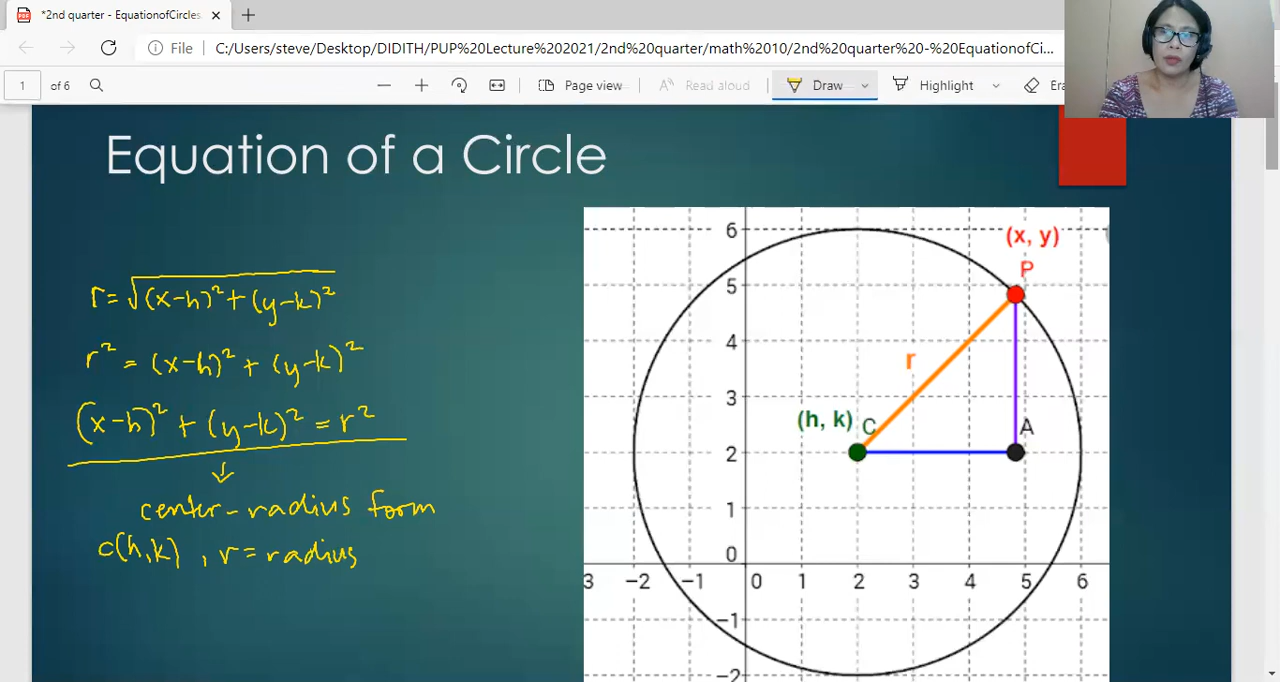 *2nd quarter - EquationofCircles.
File C:/Users/steve/Desktop/DIDITH/PUP%20Lecture%202021/2nd%20quarter/math%2010/2nd%20quarter%20-%20EquationofCi...
1 of 6 Page view Read aloud Draw Highlight Era
Equation of a Circle
r = √(x-h)² + (y-k)²
r² = (x-h)² + (y-k)²
(x-h)² + (y-k)² = r²
↓
center-radius form
c(h,k), r = radius
(x, y)
P
r
(h, k) C
A
6
5
4
3
2
1
0
-1
-2
3 -2 -1 0 1 2 3 4 5 6